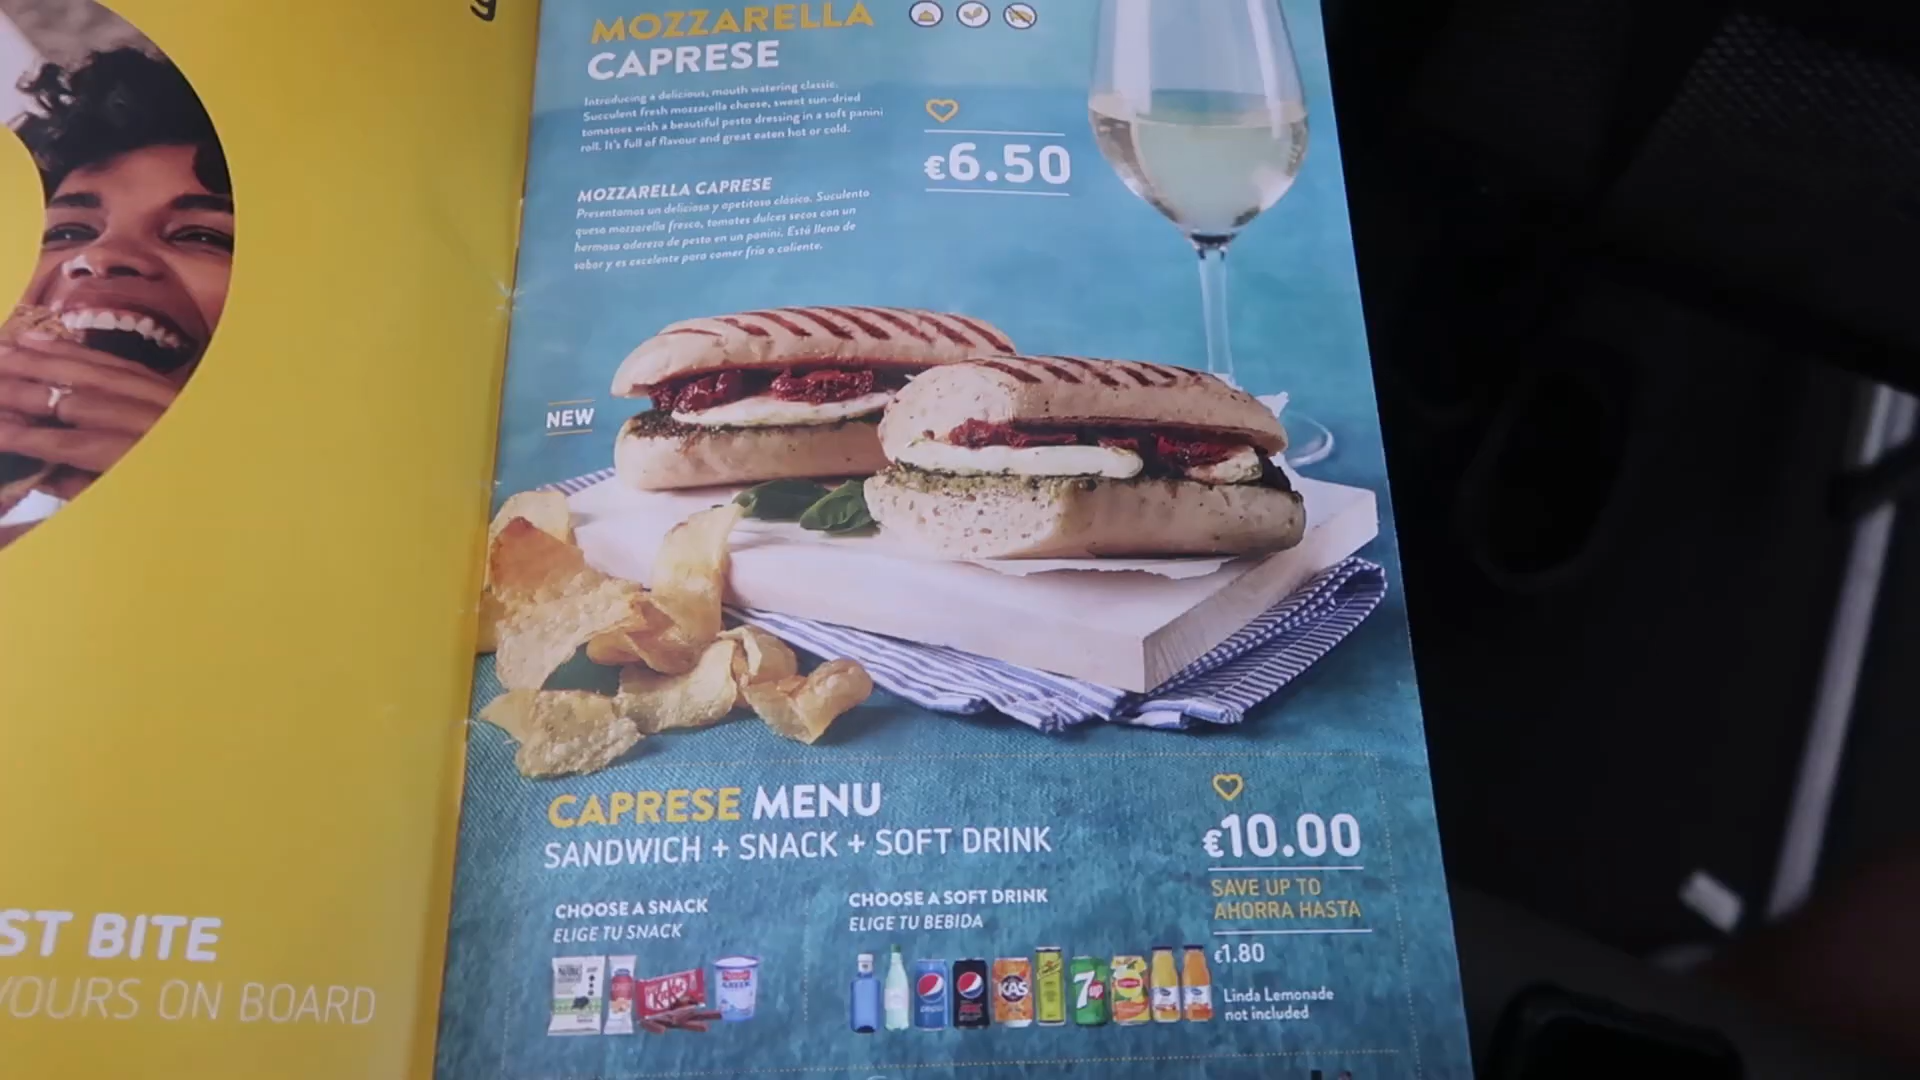 MOZZARELLA
CAPRESE
Introducing a delicious, mouth watering classic.
Succulent fresh mozzarella cheese, sweet sun-dried
tomatoes with a beautiful pesto dressing in a soft panini
roll. It's full of flavour and great eaten hot or cold.
MOZZARELLA CAPRESE
Presentamos un delicioso y apetitoso clásico. Suculento
queso mozzarella fresco, tomates dulces secos con un
hermoso aderezo de pesto en un panini. Está lleno de
sabor y es excelente para comer frío o caliente.
€6.50
NEW
CAPRESE MENU
SANDWICH + SNACK + SOFT DRINK
€10.00
SAVE UP TO
AHORRA HASTA
€1.80
Linda Lemonade
not included
CHOOSE A SNACK
ELIGE TU SNACK
CHOOSE A SOFT DRINK
ELIGE TU BEBIDA
KitKat
pepsi
KAS
7up
ST BITE
YOURS ON BOARD